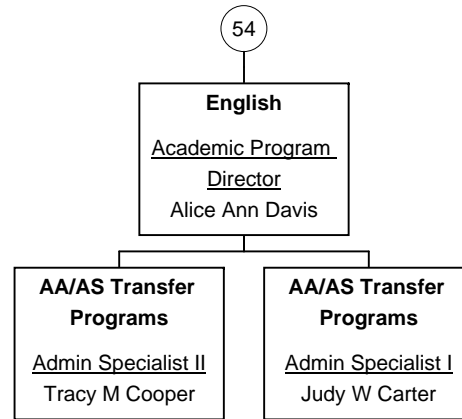 54
English
Academic Program
Director
Alice Ann Davis
AA/AS Transfer
Programs
Admin Specialist II
Tracy M Cooper
AA/AS Transfer
Programs
Admin Specialist I
Judy W Carter